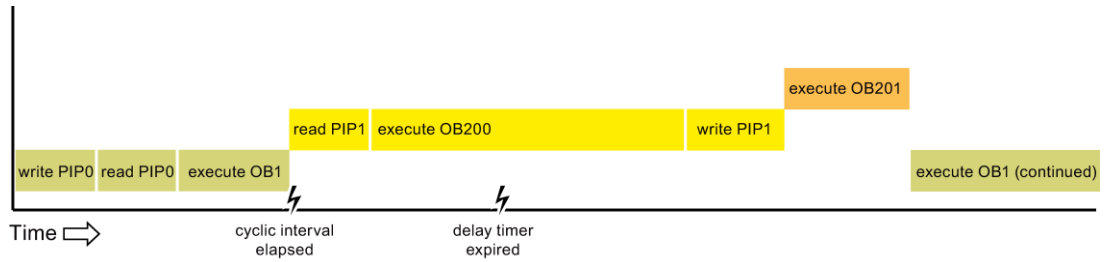 execute OB201
read PIP1
execute OB200
write PIP1
write PIP0
read PIP0
execute OB1
execute OB1 (continued)
Time
cyclic interval
elapsed
delay timer
expired